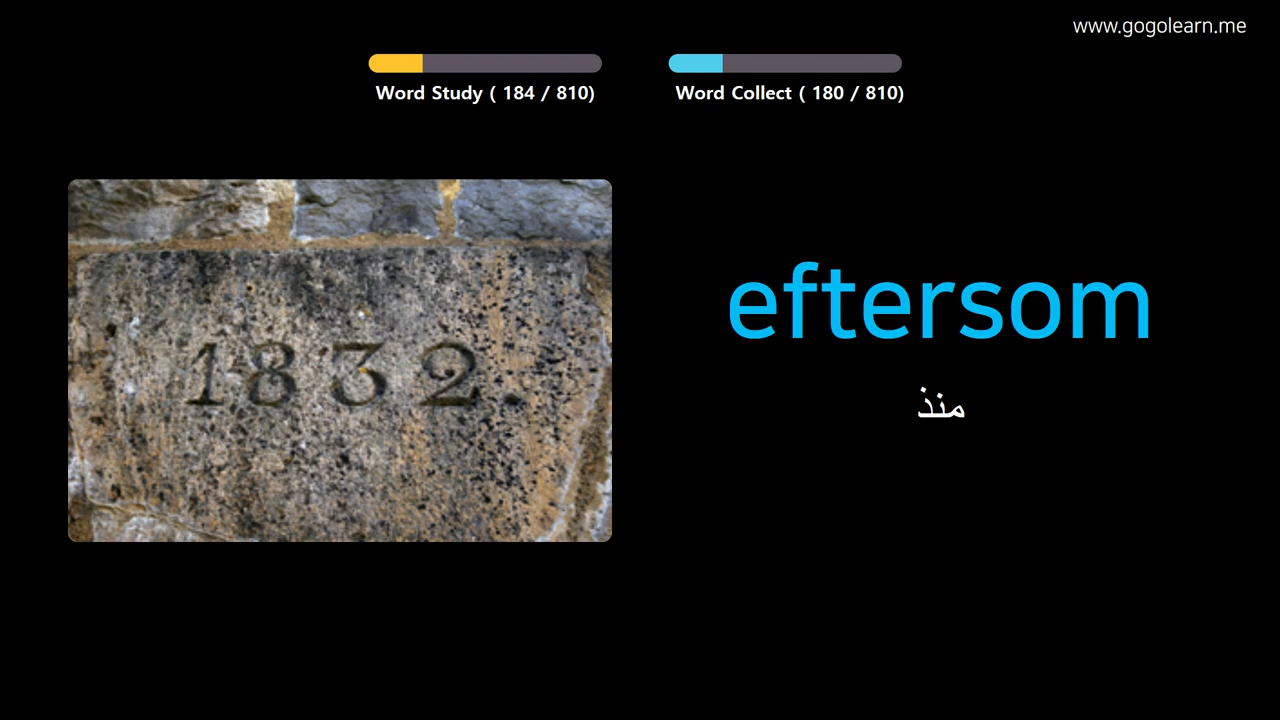 www.gogolearn.me
Word Study ( 184 / 810)
Word Collect ( 180 / 810)
1832.
eftersom
منذ